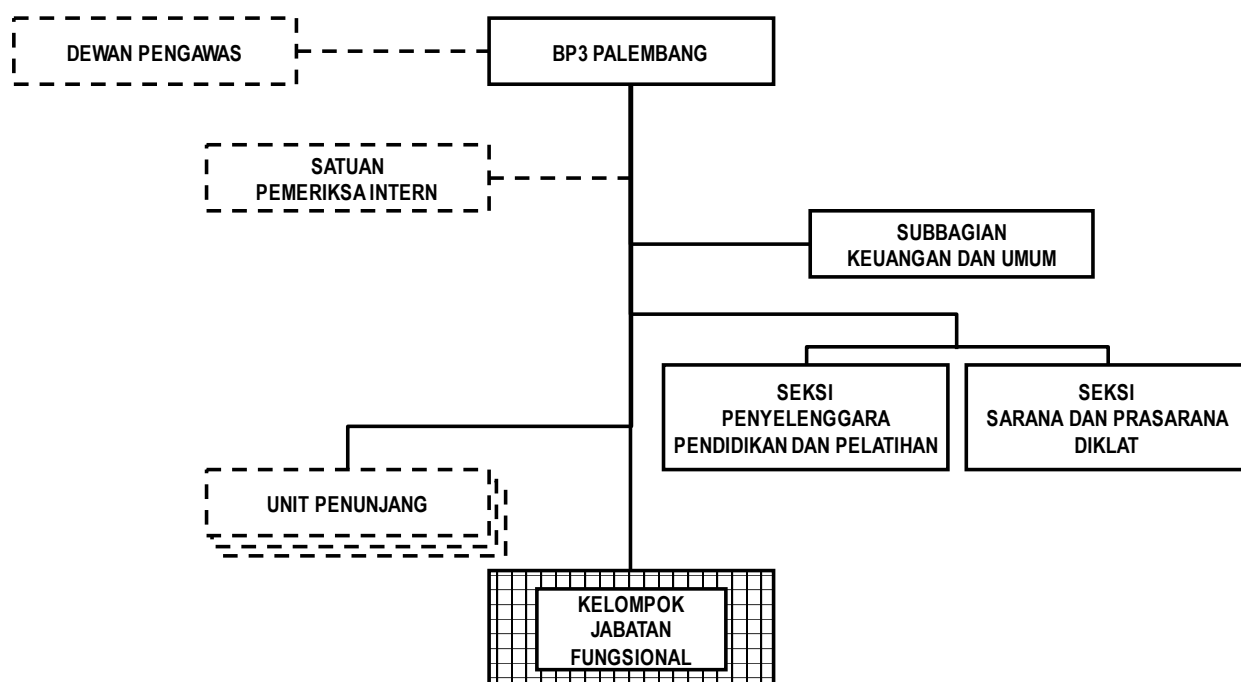 DEWAN PENGAWAS
BP3 PALEMBANG
SATUAN
PEMERIKSA INTERN
SUBBAGIAN
KEUANGAN DAN UMUM
SEKSI
PENYELENGGARA
PENDIDIKAN DAN PELATIHAN
SEKSI
SARANA DAN PRASARANA
DIKLAT
UNIT PENUNJANG
KELOMPOK
JABATAN
FUNGSIONAL